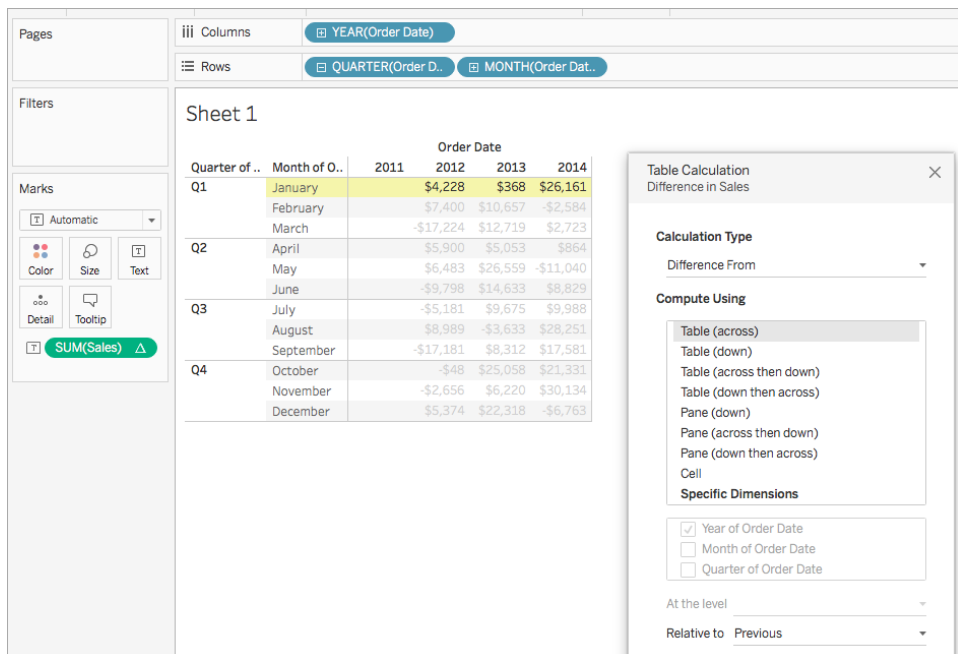 Pages
iii Columns
YEAR(Order Date)
Rows
QUARTER(Order D..
MONTH(Order Dat..
Filters
Marks
T Automatic
Color
Size
T Text
Detail
Tooltip
T SUM(Sales) △
Sheet 1
Order Date
Quarter of .. Month of O.. 2011 2012 2013 2014
Q1 January $4,228 $368 $26,161
February $7,400 $10,657 -$2,584
March -$17,224 $12,719 $2,723
Q2 April $5,900 $5,053 $864
May $6,483 $26,559 -$11,040
June -$9,798 $14,633 $8,829
Q3 July -$5,181 $9,675 $9,988
August $8,989 -$3,633 $28,251
September -$17,181 $8,312 $17,581
Q4 October -$48 $25,058 $21,331
November -$2,656 $6,220 $30,134
December $5,374 $22,318 -$6,763
Table Calculation
Difference in Sales
Calculation Type
Difference From
Compute Using
Table (across)
Table (down)
Table (across then down)
Table (down then across)
Pane (down)
Pane (across then down)
Pane (down then across)
Cell
Specific Dimensions
Year of Order Date
Month of Order Date
Quarter of Order Date
At the level
Relative to Previous